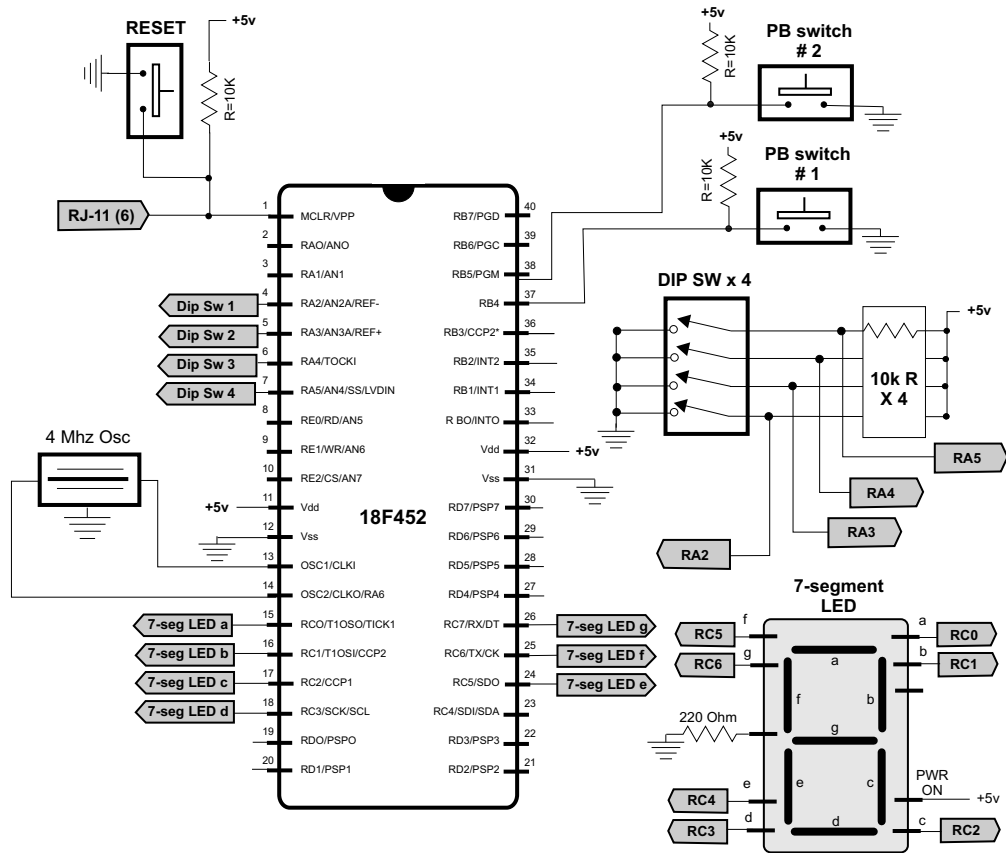 RESET
+5v
R=10K
RJ-11 (6)
+5v
R=10K
PB switch
# 2
+5v
R=10K
PB switch
# 1
1
MCLR/VPP
2
RAO/ANO
3
RA1/AN1
4
RA2/AN2A/REF-
5
RA3/AN3A/REF+
6
RA4/TOCKI
7
RA5/AN4/SS/LVDIN
8
RE0/RD/AN5
9
RE1/WR/AN6
10
RE2/CS/AN7
11
Vdd
12
Vss
13
OSC1/CLKI
14
OSC2/CLKO/RA6
15
RCO/T1OSO/TICK1
16
RC1/T1OSI/CCP2
17
RC2/CCP1
18
RC3/SCK/SCL
19
RDO/PSPO
20
RD1/PSP1
18F452
RB7/PGD
40
RB6/PGC
39
RB5/PGM
38
RB4
37
RB3/CCP2*
36
RB2/INT2
35
RB1/INT1
34
R BO/INTO
33
Vdd
32
+5v
Vss
31
RD7/PSP7
30
RD6/PSP6
29
RD5/PSP5
28
RD4/PSP4
27
RC7/RX/DT
26
RC6/TX/CK
25
RC5/SDO
24
RC4/SDI/SDA
23
RD3/PSP3
22
RD2/PSP2
21
Dip Sw 1
Dip Sw 2
Dip Sw 3
Dip Sw 4
4 Mhz Osc
+5v
7-seg LED a
7-seg LED b
7-seg LED c
7-seg LED d
7-seg LED g
7-seg LED f
7-seg LED e
DIP SW x 4
+5v
10k R
X 4
RA5
RA4
RA3
RA2
7-segment
LED
f
RC5
g
RC6
a
RC0
b
RC1
a
f
b
g
e
c
d
220 Ohm
e
RC4
d
RC3
PWR
ON
+5v
c
RC2